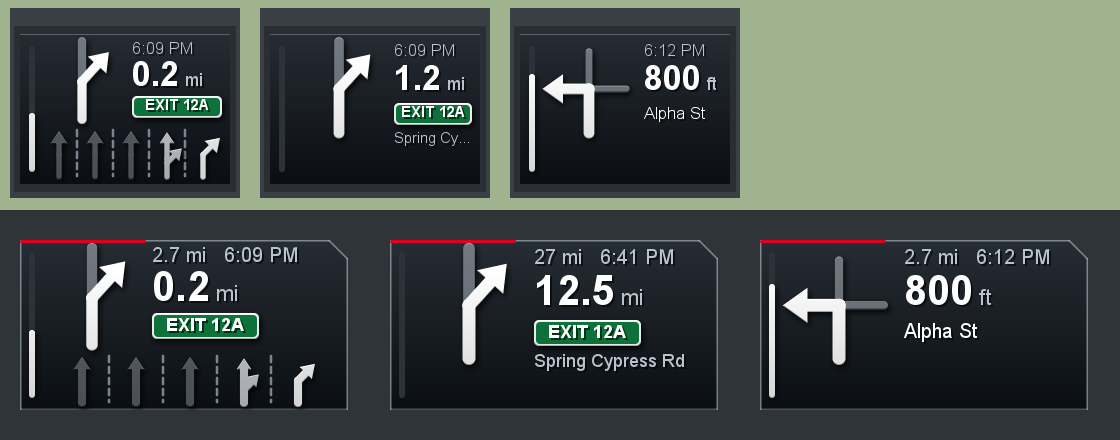 6:09 PM
0.2 mi
EXIT 12A
6:09 PM
1.2 mi
EXIT 12A
Spring Cy...
6:12 PM
800 ft
Alpha St
2.7 mi 6:09 PM
0.2 mi
EXIT 12A
27 mi 6:41 PM
12.5 mi
EXIT 12A
Spring Cypress Rd
2.7 mi 6:12 PM
800 ft
Alpha St